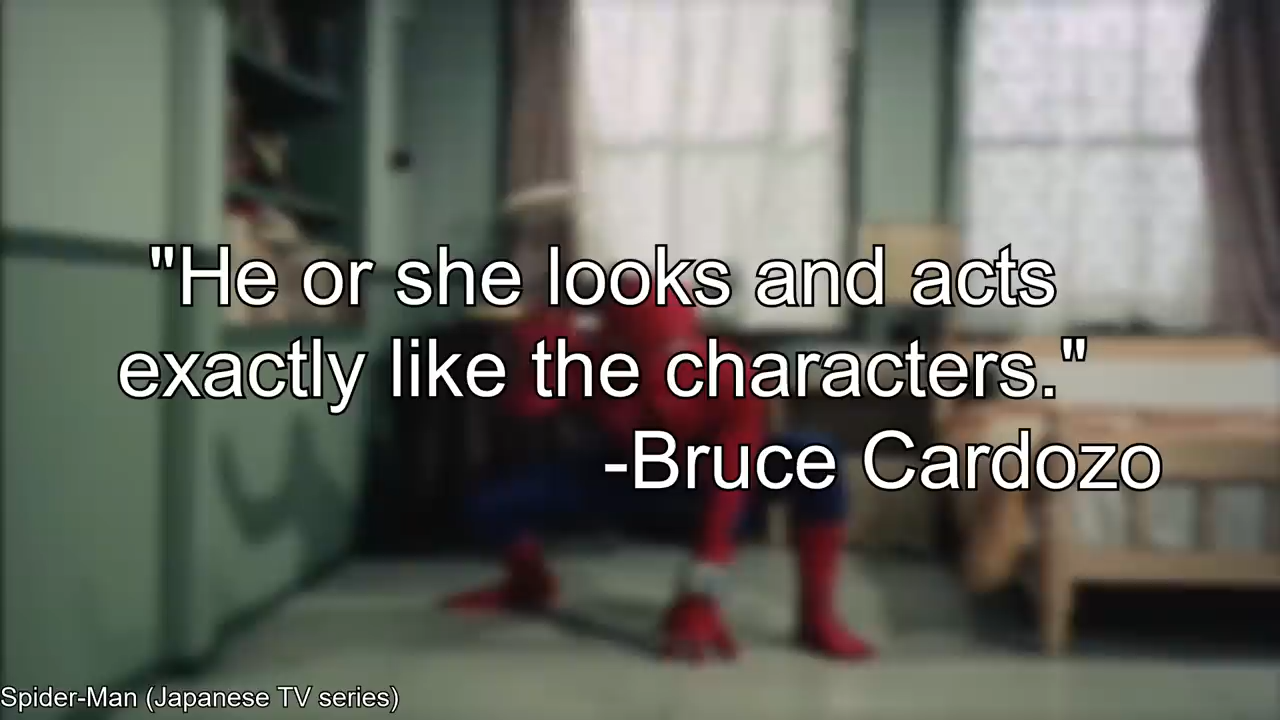 "He or she looks and acts
exactly like the characters."
-Bruce Cardozo
Spider-Man (Japanese TV series)